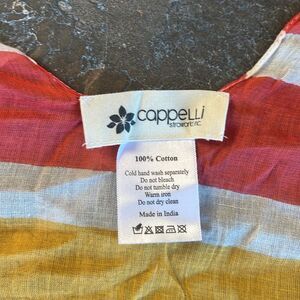 cappelli
straworld inc.
100% Cotton
Cold hand wash separately
Do not bleach
Do not tumble dry
Warm iron
Do not dry clean
Made in India